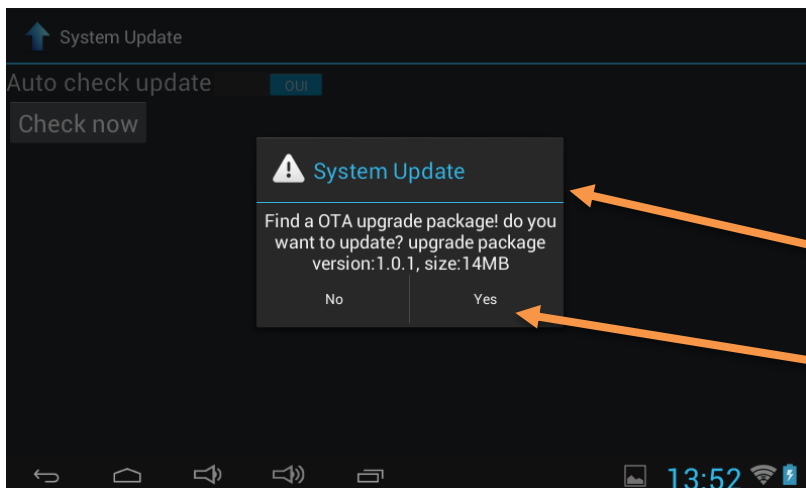 System Update
Auto check update OUI
Check now
System Update
Find a OTA upgrade package! do you
want to update? upgrade package
version:1.0.1, size:14MB
No Yes
13:52